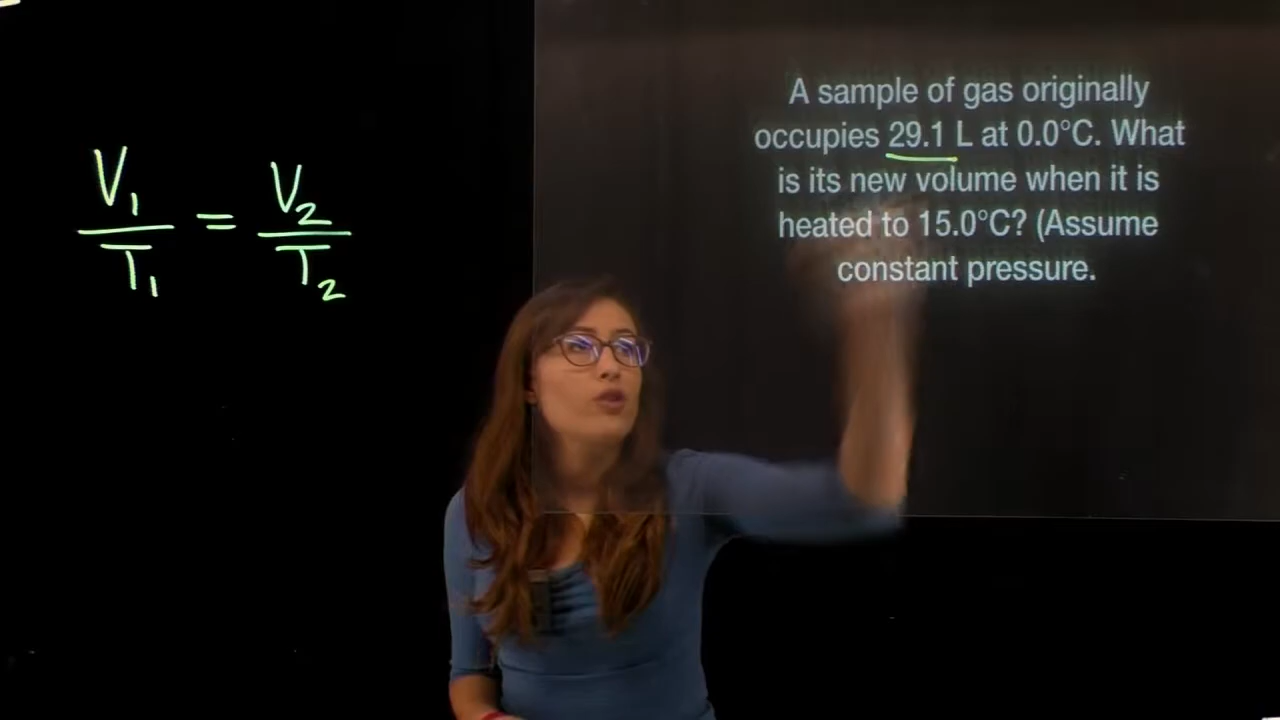 V₁/T₁ = V₂/T₂
A sample of gas originally
occupies 29.1 L at 0.0°C. What
is its new volume when it is
heated to 15.0°C? (Assume
constant pressure.